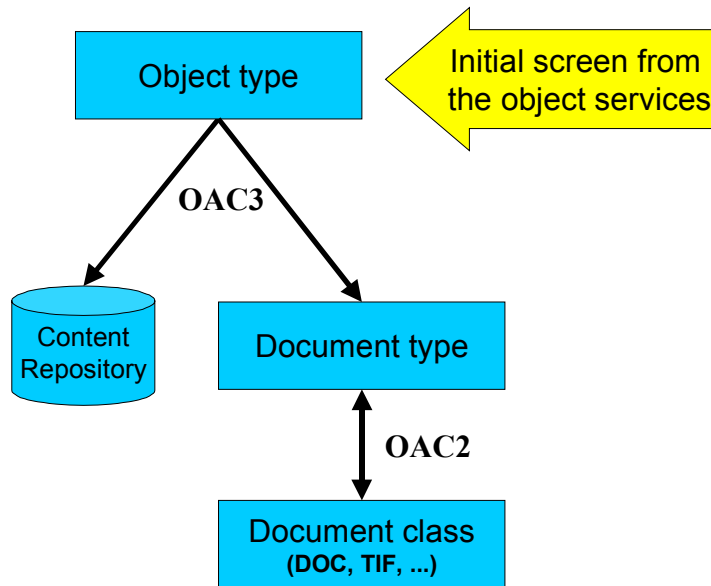 Object type
Initial screen from
the object services
OAC3
Content
Repository
Document type
OAC2
Document class
(DOC, TIF, ...)